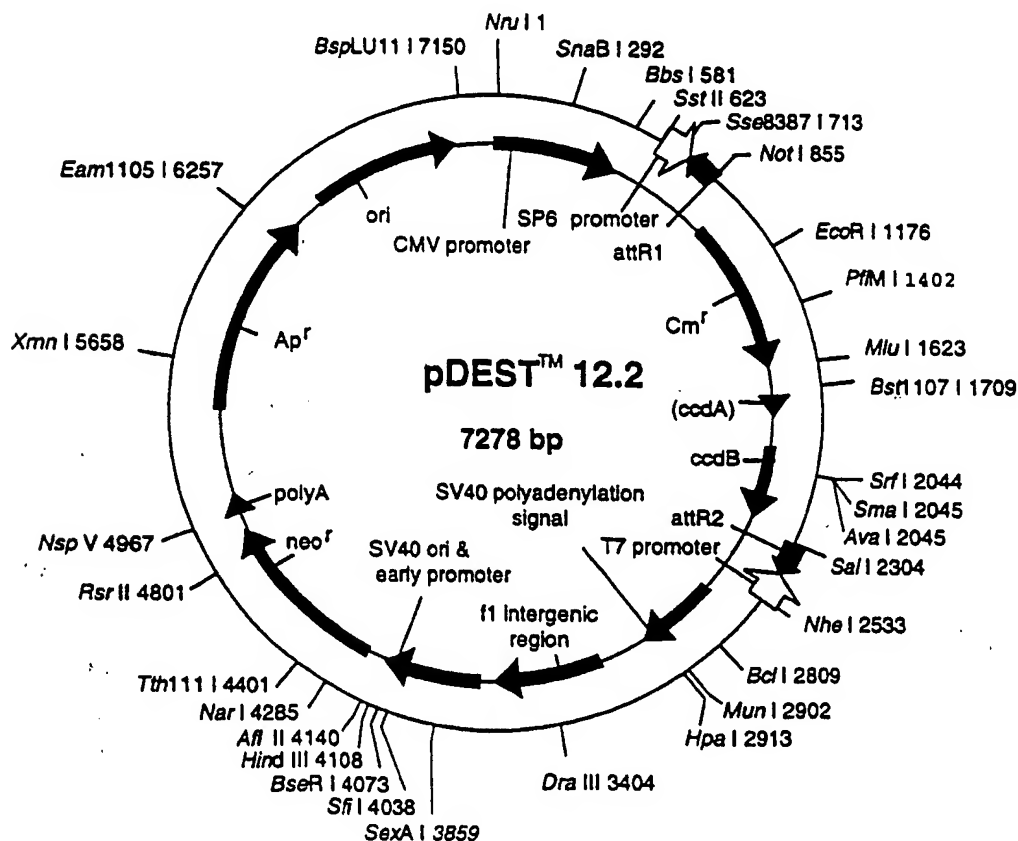 Nru I 1
BspLU11 I 7150
SnaB I 292
Bbs I 581
Sst II 623
Sse8387 I 713
Not I 855
Eam1105 I 6257
ori
SP6 promoter
CMV promoter
attR1
EcoR I 1176
PflM I 1402
Cmr
Xmn I 5658
Apr
Mlu I 1623
pDEST™ 12.2
Bst1107 I 1709
(ccdA)
7278 bp
ccdB
polyA
SV40 polyadenylation
signal
Srf I 2044
Sma I 2045
Ava I 2045
attR2
T7 promoter
Nsp V 4967
neor
SV40 ori &
early promoter
Sal I 2304
Rsr II 4801
f1 intergenic
region
Nhe I 2533
Bcl I 2809
Tth111 I 4401
Mun I 2902
Nar I 4285
Hpa I 2913
Afl II 4140
Hind III 4108
BseR I 4073
Dra III 3404
Sfi I 4038
SexA I 3859